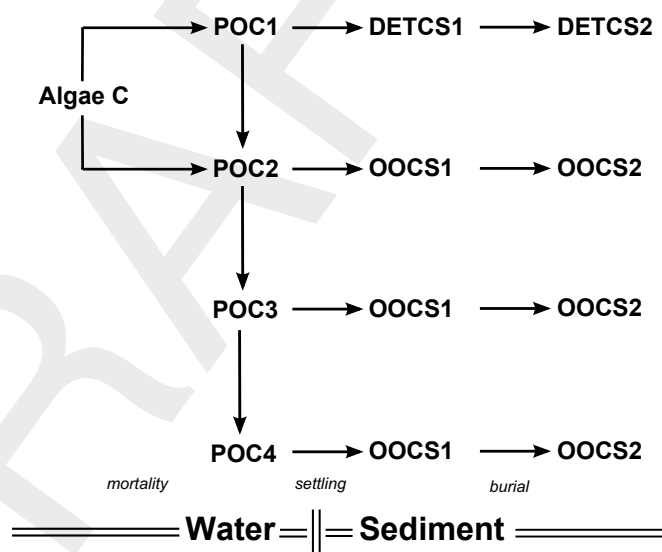 POC1 DETCS1 DETCS2
Algae C
POC2 OOCS1 OOCS2
POC3 OOCS1 OOCS2
POC4 OOCS1 OOCS2
mortality settling burial
Water Sediment